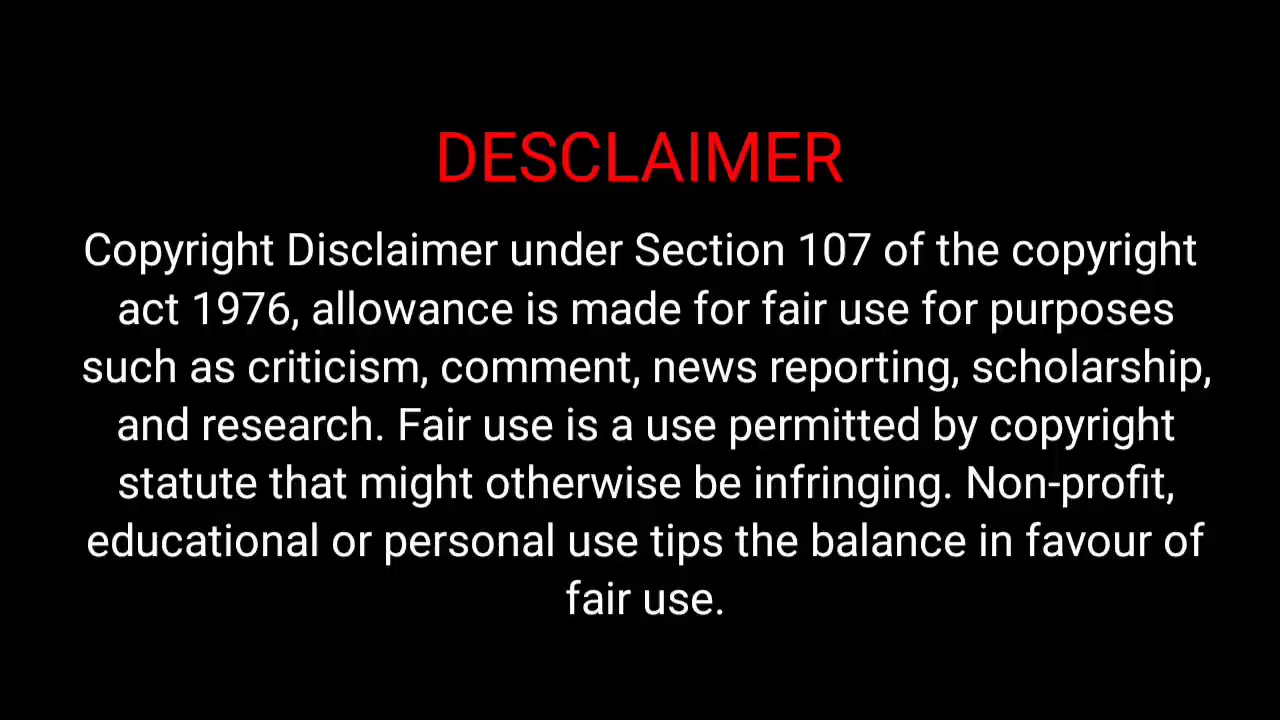 DESCLAIMER
Copyright Disclaimer under Section 107 of the copyright
act 1976, allowance is made for fair use for purposes
such as criticism, comment, news reporting, scholarship,
and research. Fair use is a use permitted by copyright
statute that might otherwise be infringing. Non-profit,
educational or personal use tips the balance in favour of
fair use.